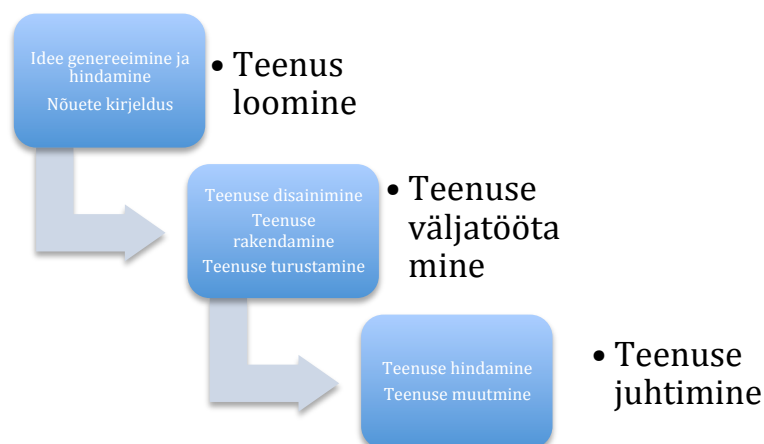 Idee genereeimine ja
hindamine
Nõuete kirjeldus
• Teenus
loomine
Teenuse disainimine
Teenuse
rakendamine
Teenuse turustamine
• Teenuse
väljatööta
mine
Teenuse hindamine
Teenuse muutmine
• Teenuse
juhtimine